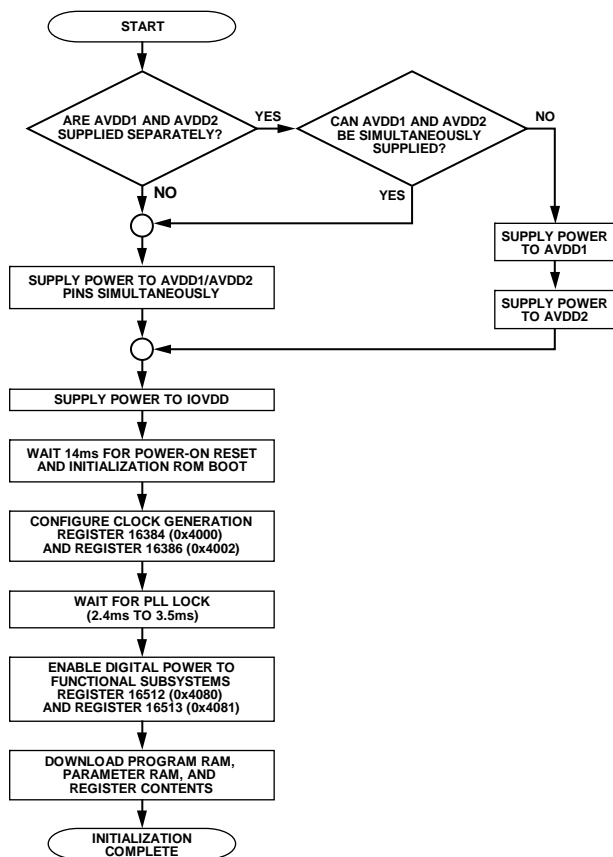 START
ARE AVDD1 AND AVDD2
SUPPLIED SEPARATELY?
YES
CAN AVDD1 AND AVDD2
BE SIMULTANEOUSLY
SUPPLIED?
NO
NO
YES
SUPPLY POWER
TO AVDD1
SUPPLY POWER TO AVDD1/AVDD2
PINS SIMULTANEOUSLY
SUPPLY POWER
TO AVDD2
SUPPLY POWER TO IOVDD
WAIT 14ms FOR POWER-ON RESET
AND INITIALIZATION ROM BOOT
CONFIGURE CLOCK GENERATION
REGISTER 16384 (0x4000)
AND REGISTER 16386 (0x4002)
WAIT FOR PLL LOCK
(2.4ms TO 3.5ms)
ENABLE DIGITAL POWER TO
FUNCTIONAL SUBSYSTEMS
REGISTER 16512 (0x4080)
AND REGISTER 16513 (0x4081)
DOWNLOAD PROGRAM RAM,
PARAMETER RAM, AND
REGISTER CONTENTS
INITIALIZATION
COMPLETE